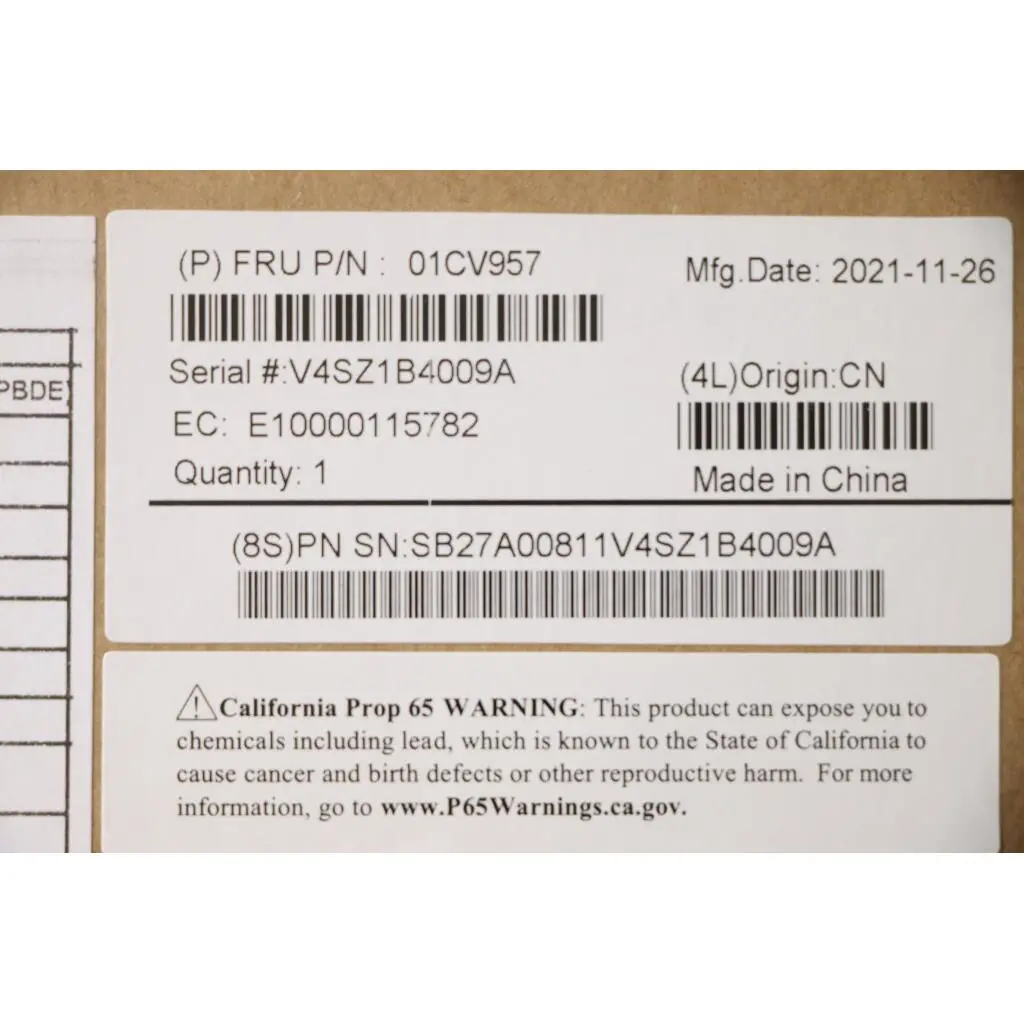 (P) FRU P/N : 01CV957
Mfg.Date: 2021-11-26
Serial #:V4SZ1B4009A
(4L)Origin:CN
PBDE)
EC: E10000115782
Quantity: 1
Made in China
(8S)PN SN:SB27A00811V4SZ1B4009A
California Prop 65 WARNING: This product can expose you to
chemicals including lead, which is known to the State of California to
cause cancer and birth defects or other reproductive harm. For more
information, go to www.P65Warnings.ca.gov.